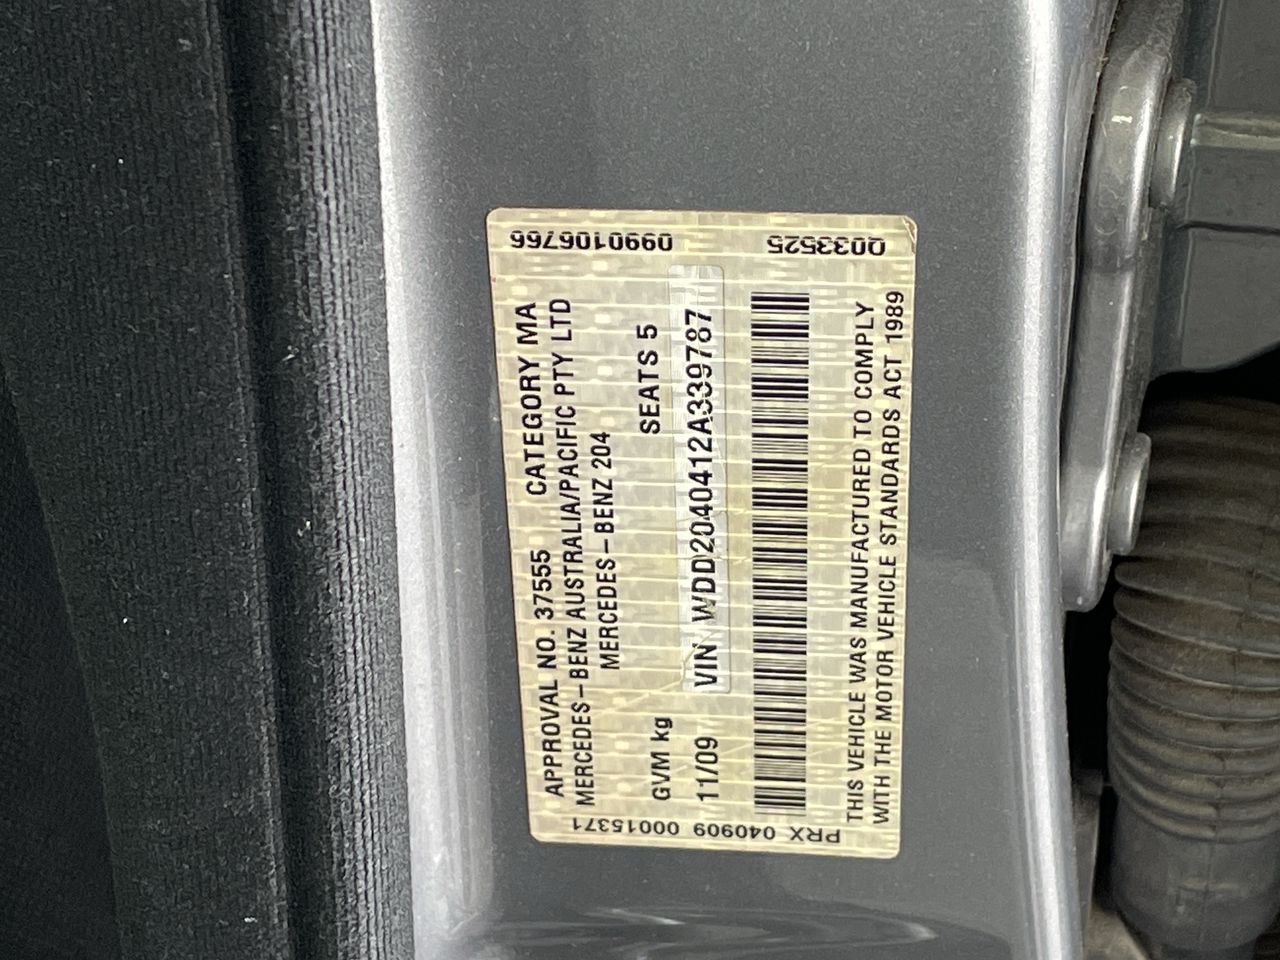 APPROVAL NO. 37555 CATEGORY MA
MERCEDES-BENZ AUSTRALIA/PACIFIC PTY LTD
MERCEDES-BENZ 204
GVM kg SEATS 5
11/09 VIN WDD2040412A339787
THIS VEHICLE WAS MANUFACTURED TO COMPLY
WITH THE MOTOR VEHICLE STANDARDS ACT 1989
PRX 040909 00015371
Q033525 0990106766